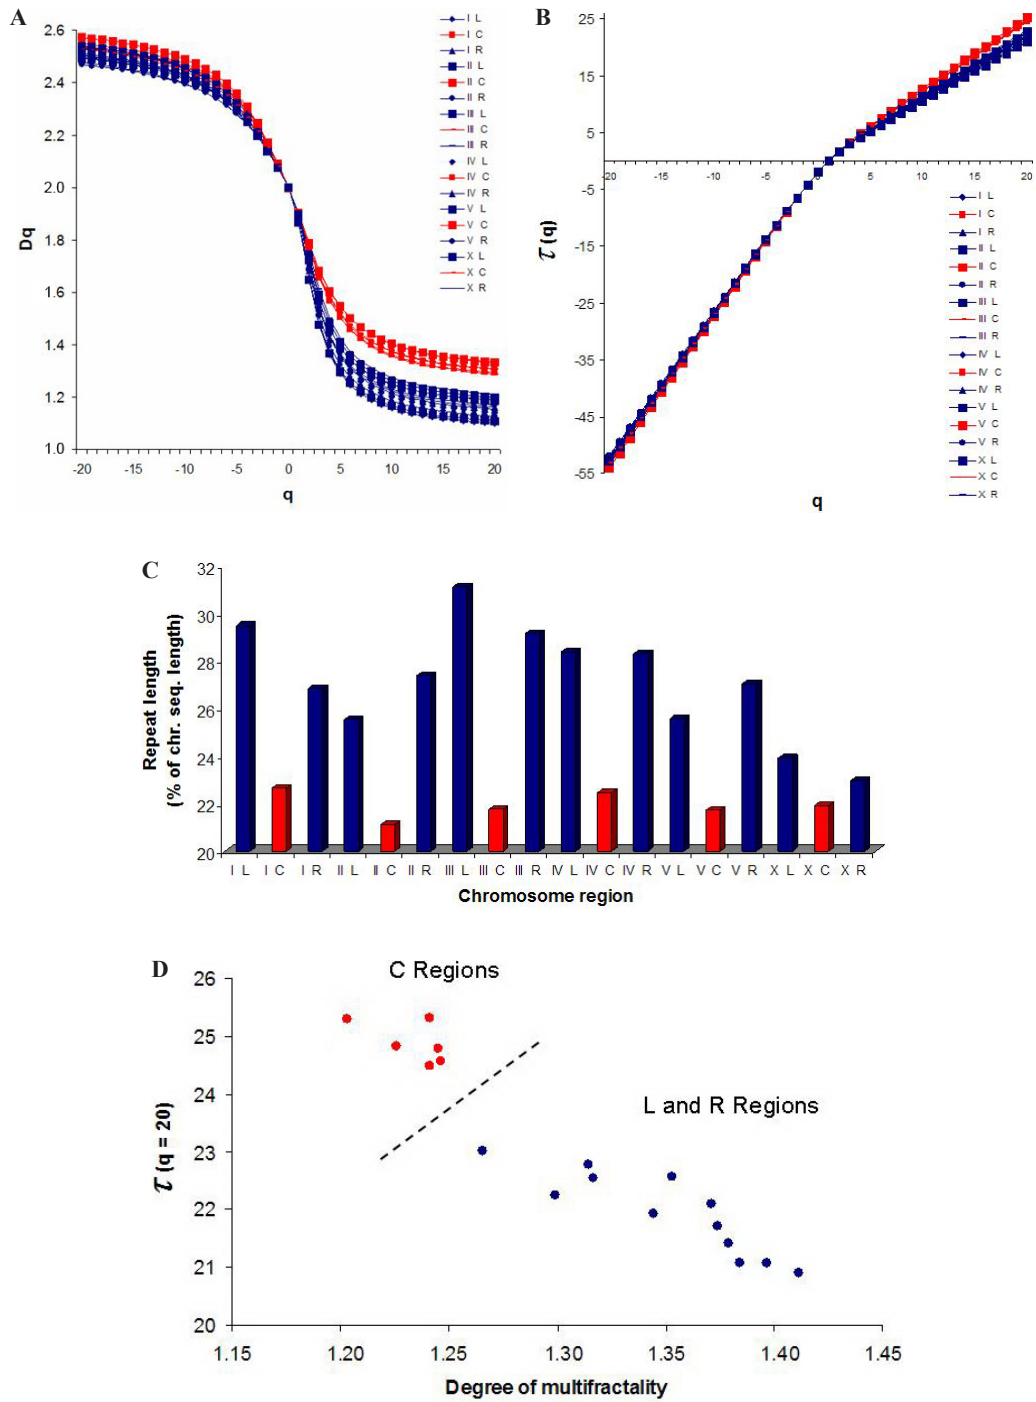 A
2.6
2.4
2.2
2.0
1.8
1.6
1.4
1.2
1.0
Dq
-20 -15 -10 -5 0 5 10 15 20
q
I L
I C
I R
II L
II C
II R
III L
III C
III R
IV L
IV C
IV R
V L
V C
V R
X L
X C
X R
B
25
15
5
-5
-15
-25
-35
-45
-55
τ (q)
-20 -15 -10 -5 0 5 10 15 20
q
I L
I C
I R
II L
II C
II R
III L
III C
III R
IV L
IV C
IV R
V L
V C
V R
X L
X C
X R
C
32
30
28
26
24
22
20
Repeat length
(% of chr. seq. length)
I L I C I R II L II C II R III L III C III R IV L IV C IV R V L V C V R X L X C X R
Chromosome region
D
C Regions
L and R Regions
26
25
24
23
22
21
20
τ (q = 20)
1.15 1.20 1.25 1.30 1.35 1.40 1.45
Degree of multifractality